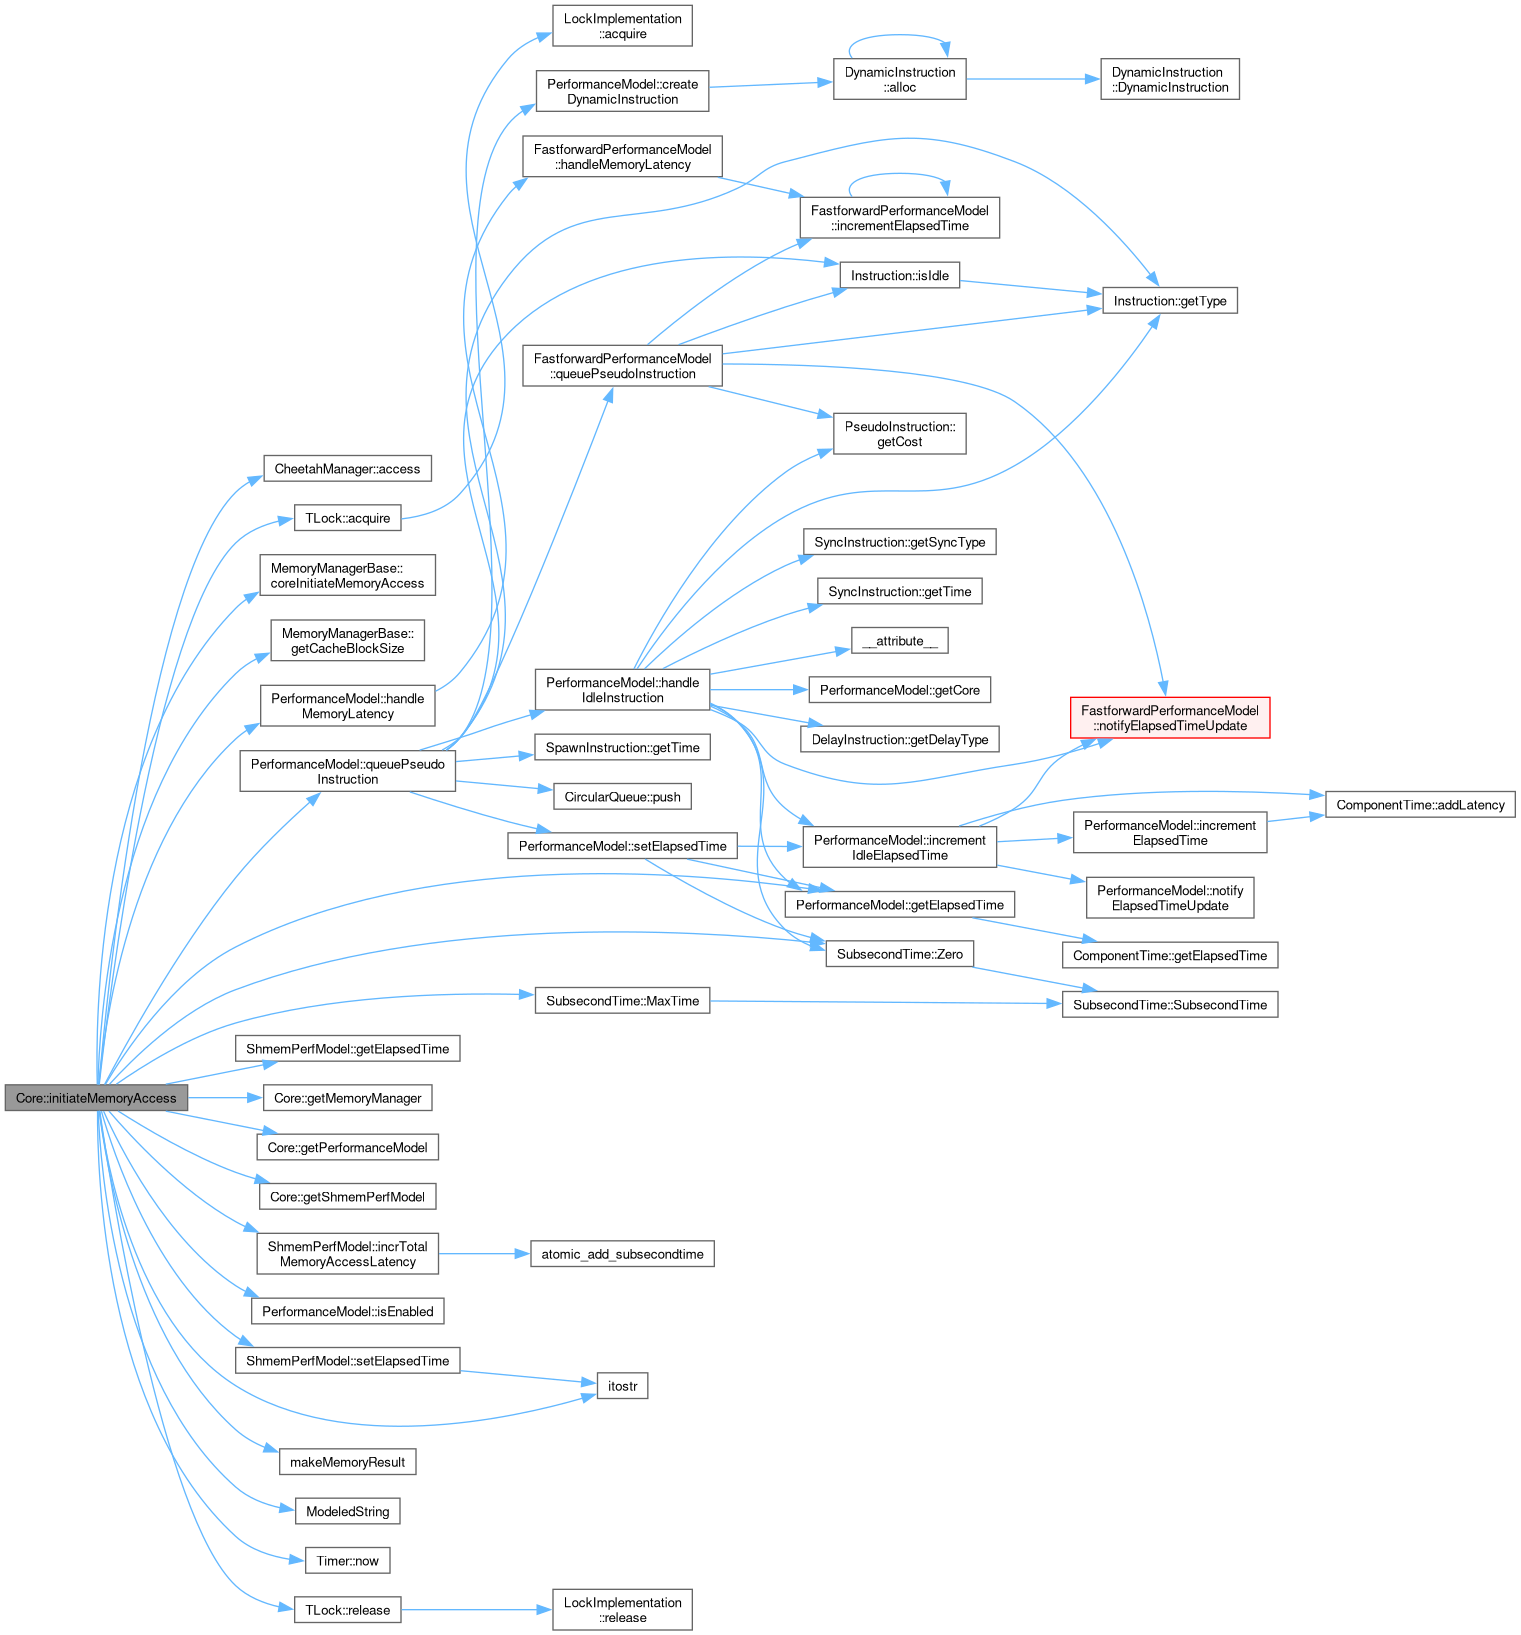 LockImplementation
::acquire
PerformanceModel::create
DynamicInstruction
DynamicInstruction
::alloc
DynamicInstruction
::DynamicInstruction
FastforwardPerformanceModel
::handleMemoryLatency
FastforwardPerformanceModel
::incrementElapsedTime
Instruction::isIdle
Instruction::getType
FastforwardPerformanceModel
::queuePseudoInstruction
PseudoInstruction::
getCost
CheetahManager::access
TLock::acquire
MemoryManagerBase::
coreInitiateMemoryAccess
SyncInstruction::getSyncType
SyncInstruction::getTime
MemoryManagerBase::
getCacheBlockSize
__attribute__
PerformanceModel::handle
MemoryLatency
PerformanceModel::handle
IdleInstruction
PerformanceModel::getCore
FastforwardPerformanceModel
::notifyElapsedTimeUpdate
DelayInstruction::getDelayType
PerformanceModel::queuePseudo
Instruction
SpawnInstruction::getTime
CircularQueue::push
ComponentTime::addLatency
PerformanceModel::setElapsedTime
PerformanceModel::increment
IdleElapsedTime
PerformanceModel::increment
ElapsedTime
PerformanceModel::notify
ElapsedTimeUpdate
PerformanceModel::getElapsedTime
SubsecondTime::Zero
ComponentTime::getElapsedTime
SubsecondTime::MaxTime
SubsecondTime::SubsecondTime
ShmemPerfModel::getElapsedTime
Core::initiateMemoryAccess
Core::getMemoryManager
Core::getPerformanceModel
Core::getShmemPerfModel
ShmemPerfModel::incrTotal
MemoryAccessLatency
atomic_add_subsecondtime
PerformanceModel::isEnabled
ShmemPerfModel::setElapsedTime
itostr
makeMemoryResult
ModeledString
Timer::now
TLock::release
LockImplementation
::release